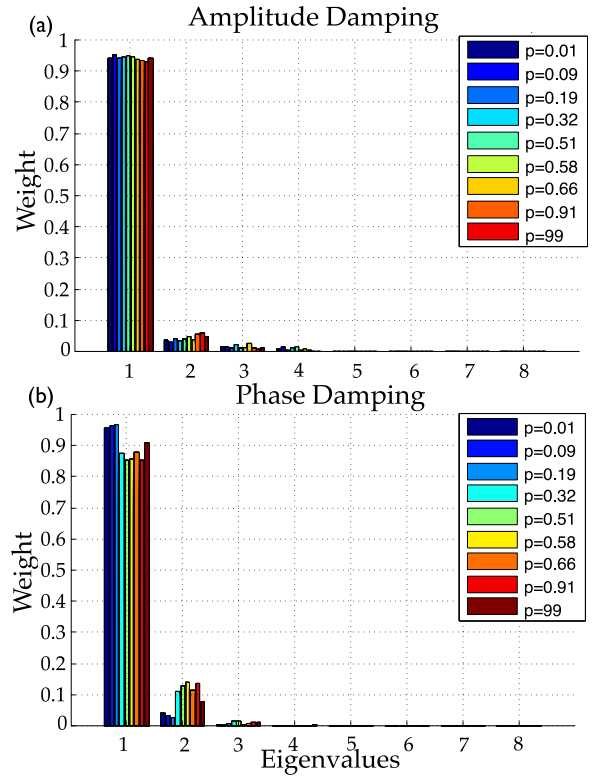 (a)
Amplitude Damping
1
0.9
0.8
0.7
0.6
0.5
0.4
0.3
0.2
0.1
0
Weight
p=0.01
p=0.09
p=0.19
p=0.32
p=0.51
p=0.58
p=0.66
p=0.91
p=99
1 2 3 4 5 6 7 8
(b)
Phase Damping
1
0.9
0.8
0.7
0.6
0.5
0.4
0.3
0.2
0.1
0
Weight
p=0.01
p=0.09
p=0.19
p=0.32
p=0.51
p=0.58
p=0.66
p=0.91
p=99
1 2 3 4 5 6 7 8
Eigenvalues